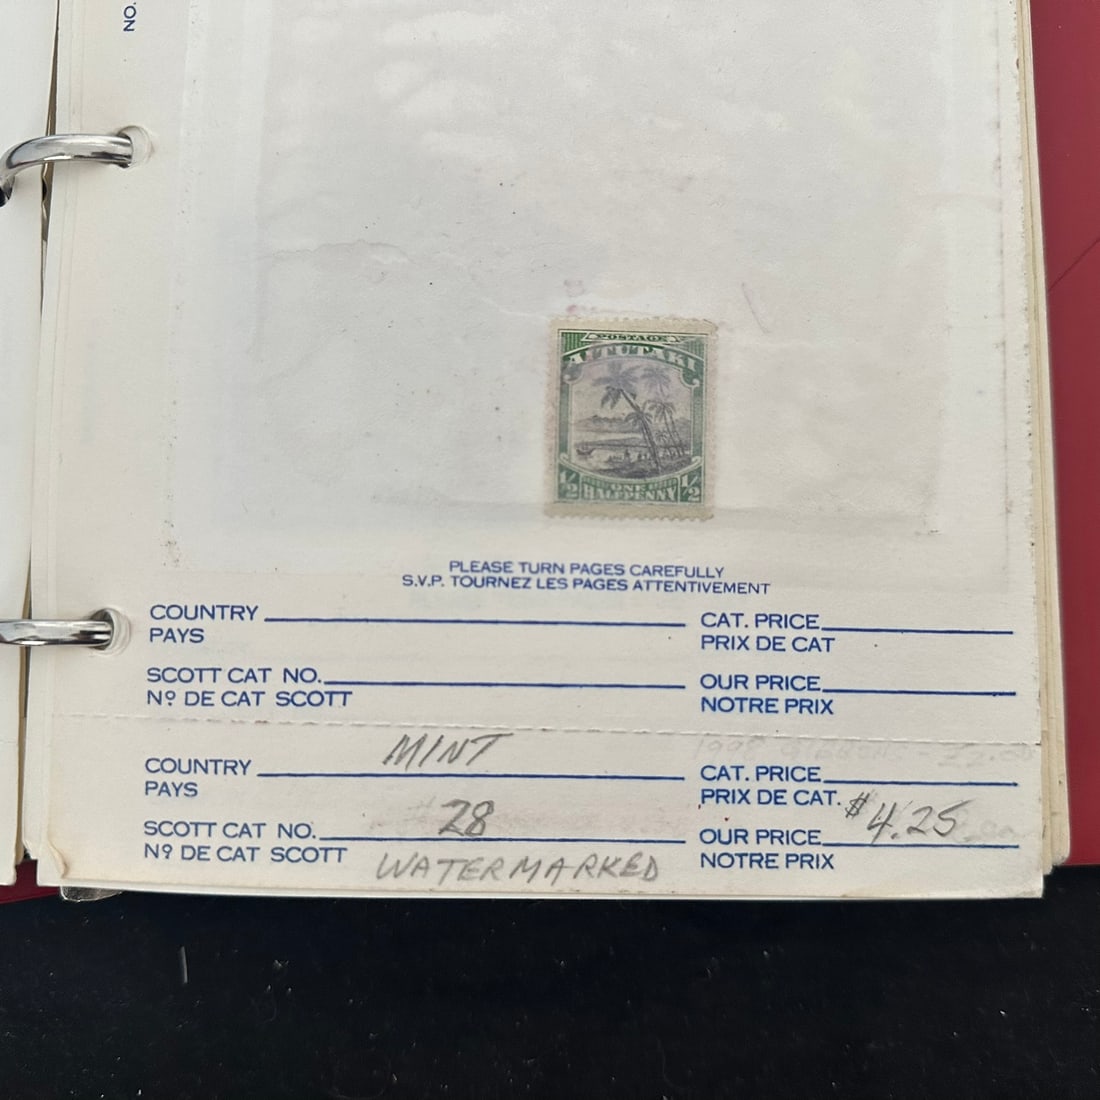 NO.
POSTAGE
AITUTAKI
1/2 ONE 1/2
HALFPENNY
PLEASE TURN PAGES CAREFULLY
S.V.P. TOURNEZ LES PAGES ATTENTIVEMENT
COUNTRY CAT. PRICE
PAYS PRIX DE CAT
SCOTT CAT NO. OUR PRICE
Nº DE CAT SCOTT NOTRE PRIX
MINT 1998 GIBBONS -
COUNTRY CAT. PRICE
PAYS PRIX DE CAT.
28 $4.25
SCOTT CAT NO. OUR PRICE
Nº DE CAT SCOTT NOTRE PRIX
WATERMARKED